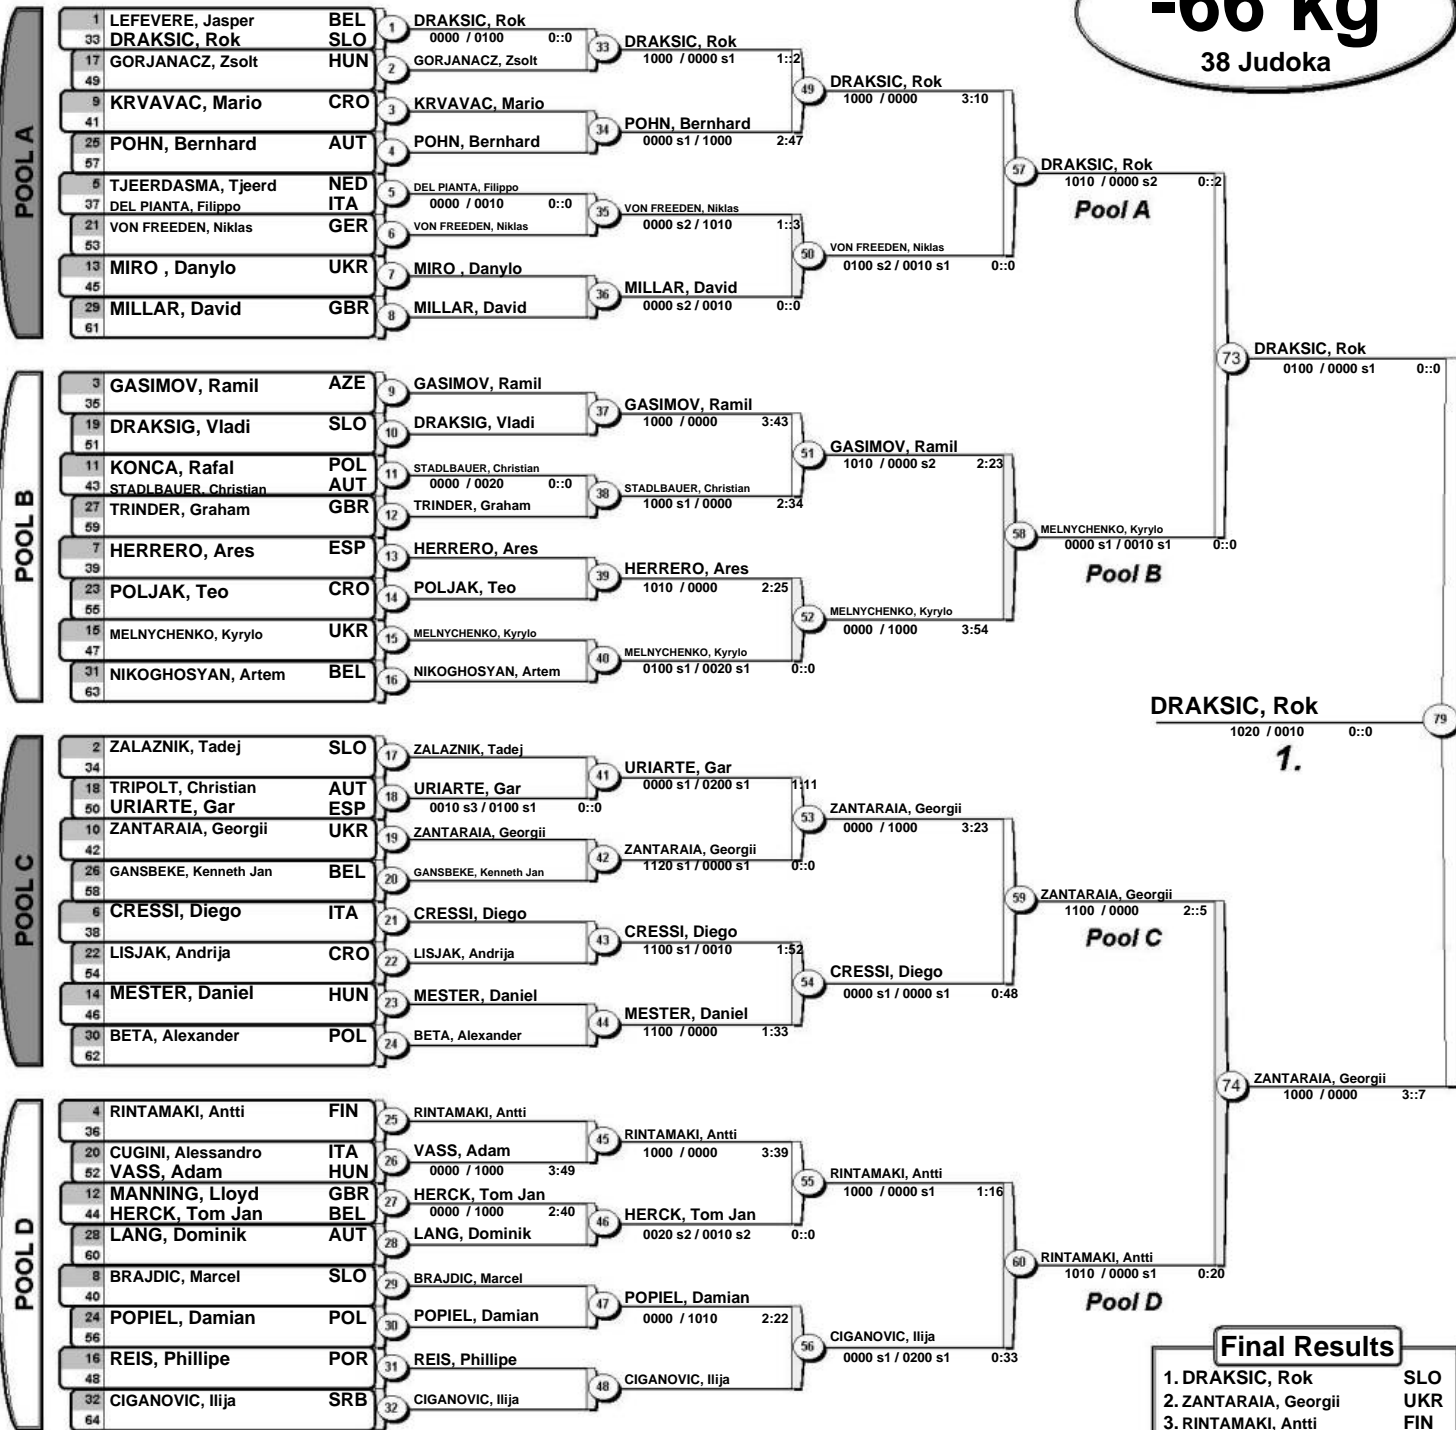 -66 kg
38 Judoka
POOL A
1 LEFEVERE, Jasper BEL
33 DRAKSIC, Rok SLO
17 GORJANACZ, Zsolt HUN
49
9 KRVAVAC, Mario CRO
41
25 POHN, Bernhard AUT
57
5 TJEERDASMA, Tjeerd NED
37 DEL PIANTA, Filippo ITA
21 VON FREEDEN, Niklas GER
53
13 MIRO , Danylo UKR
45
29 MILLAR, David GBR
61
1 DRAKSIC, Rok
0000 / 0100 0::0
2 GORJANACZ, Zsolt
3 KRVAVAC, Mario
4 POHN, Bernhard
5 DEL PIANTA, Filippo
0000 / 0010 0::0
6 VON FREEDEN, Niklas
7 MIRO , Danylo
8 MILLAR, David
33 DRAKSIC, Rok
1000 / 0000 s1 1::2
34 POHN, Bernhard
0000 s1 / 1000 2:47
35 VON FREEDEN, Niklas
0000 s2 / 1010 1::3
36 MILLAR, David
0000 s2 / 0010 0::0
49 DRAKSIC, Rok
1000 / 0000 3:10
50 VON FREEDEN, Niklas
0100 s2 / 0010 s1 0::0
57 DRAKSIC, Rok
1010 / 0000 s2 0::2
Pool A
POOL B
3 GASIMOV, Ramil AZE
35
19 DRAKSIG, Vladi SLO
51
11 KONCA, Rafal POL
43 STADLBAUER, Christian AUT
27 TRINDER, Graham GBR
59
7 HERRERO, Ares ESP
39
23 POLJAK, Teo CRO
55
15 MELNYCHENKO, Kyrylo UKR
47
31 NIKOGHOSYAN, Artem BEL
63
9 GASIMOV, Ramil
10 DRAKSIG, Vladi
11 STADLBAUER, Christian
0000 / 0020 0::0
12 TRINDER, Graham
13 HERRERO, Ares
14 POLJAK, Teo
15 MELNYCHENKO, Kyrylo
16 NIKOGHOSYAN, Artem
37 GASIMOV, Ramil
1000 / 0000 3:43
38 STADLBAUER, Christian
1000 s1 / 0000 2:34
39 HERRERO, Ares
1010 / 0000 2:25
40 MELNYCHENKO, Kyrylo
0100 s1 / 0020 s1 0::0
51 GASIMOV, Ramil
1010 / 0000 s2 2:23
52 MELNYCHENKO, Kyrylo
0000 / 1000 3:54
58 MELNYCHENKO, Kyrylo
0000 s1 / 0010 s1 0::0
Pool B
73 DRAKSIC, Rok
0100 / 0000 s1 0::0
DRAKSIC, Rok 79
1020 / 0010 0::0
1.
POOL C
2 ZALAZNIK, Tadej SLO
34
18 TRIPOLT, Christian AUT
50 URIARTE, Gar ESP
10 ZANTARAIA, Georgii UKR
42
26 GANSBEKE, Kenneth Jan BEL
58
6 CRESSI, Diego ITA
38
22 LISJAK, Andrija CRO
54
14 MESTER, Daniel HUN
46
30 BETA, Alexander POL
62
17 ZALAZNIK, Tadej
18 URIARTE, Gar
0010 s3 / 0100 s1 0::0
19 ZANTARAIA, Georgii
20 GANSBEKE, Kenneth Jan
21 CRESSI, Diego
22 LISJAK, Andrija
23 MESTER, Daniel
24 BETA, Alexander
41 URIARTE, Gar
0000 s1 / 0200 s1 1:11
42 ZANTARAIA, Georgii
1120 s1 / 0000 s1 0::0
43 CRESSI, Diego
1100 s1 / 0010 1:52
44 MESTER, Daniel
1100 / 0000 1:33
53 ZANTARAIA, Georgii
0000 / 1000 3:23
54 CRESSI, Diego
0000 s1 / 0000 s1 0:48
59 ZANTARAIA, Georgii
1100 / 0000 2::5
Pool C
POOL D
4 RINTAMAKI, Antti FIN
36
20 CUGINI, Alessandro ITA
52 VASS, Adam HUN
12 MANNING, Lloyd GBR
44 HERCK, Tom Jan BEL
28 LANG, Dominik AUT
60
8 BRAJDIC, Marcel SLO
40
24 POPIEL, Damian POL
56
16 REIS, Phillipe POR
48
32 CIGANOVIC, Ilija SRB
64
25 RINTAMAKI, Antti
26 VASS, Adam
0000 / 1000 3:49
27 HERCK, Tom Jan
0000 / 1000 2:40
28 LANG, Dominik
29 BRAJDIC, Marcel
30 POPIEL, Damian
31 REIS, Phillipe
32 CIGANOVIC, Ilija
45 RINTAMAKI, Antti
1000 / 0000 3:39
46 HERCK, Tom Jan
0020 s2 / 0010 s2 0::0
47 POPIEL, Damian
0000 / 1010 2:22
48 CIGANOVIC, Ilija
55 RINTAMAKI, Antti
1000 / 0000 s1 1:16
56 CIGANOVIC, Ilija
0000 s1 / 0200 s1 0:33
60 RINTAMAKI, Antti
1010 / 0000 s1 0:20
Pool D
74 ZANTARAIA, Georgii
1000 / 0000 3::7
Final Results
1. DRAKSIC, Rok SLO
2. ZANTARAIA, Georgii UKR
3. RINTAMAKI, Antti FIN